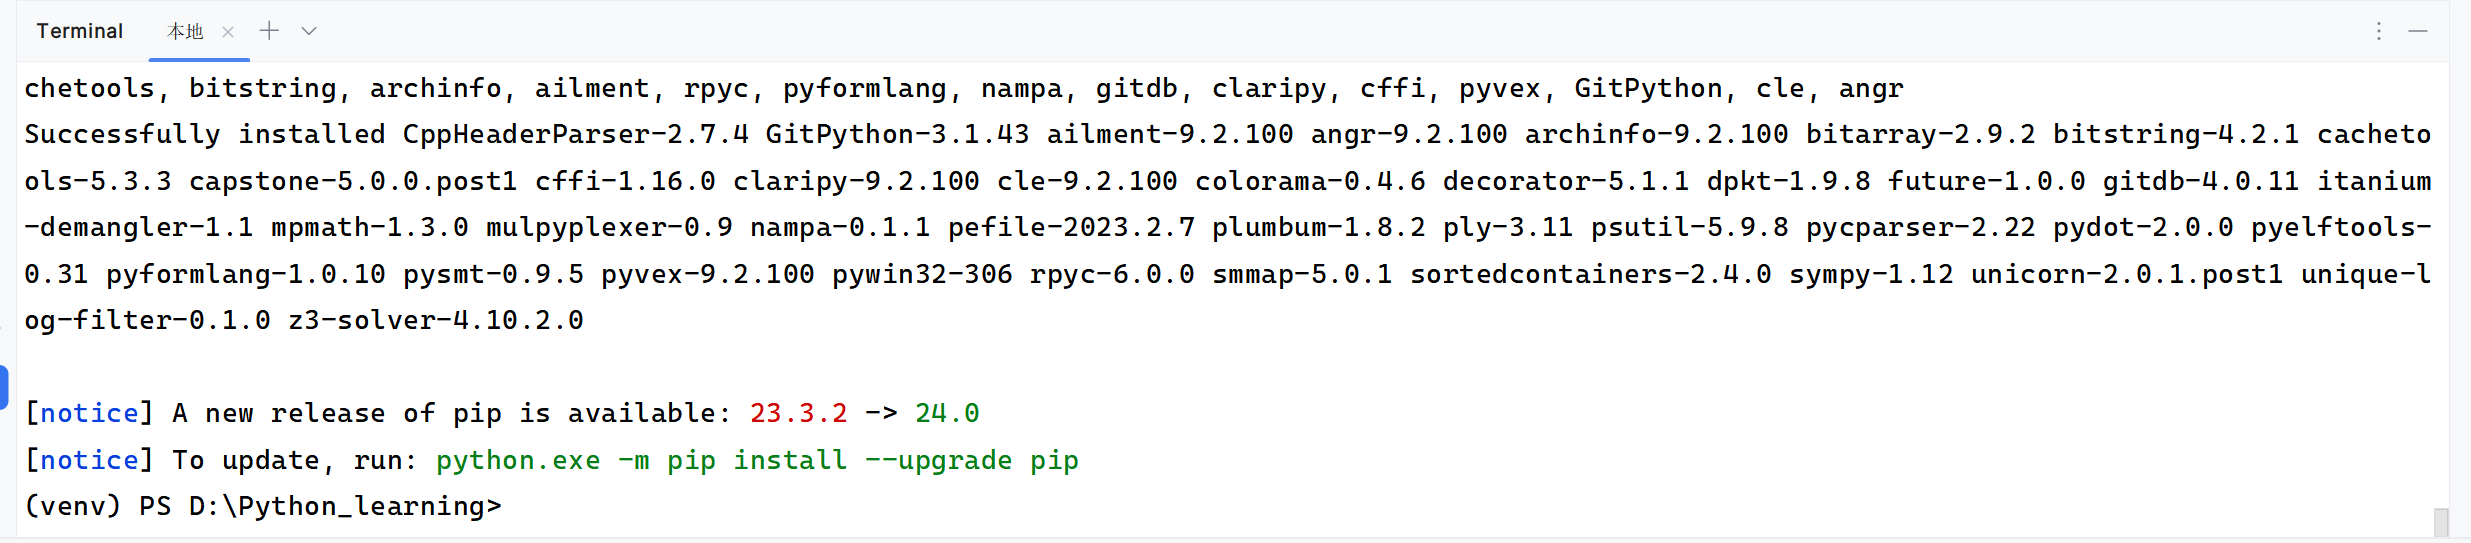 Terminal 本地
chetools, bitstring, archinfo, ailment, rpyc, pyformlang, nampa, gitdb, claripy, cffi, pyvex, GitPython, cle, angr
Successfully installed CppHeaderParser-2.7.4 GitPython-3.1.43 ailment-9.2.100 angr-9.2.100 archinfo-9.2.100 bitarray-2.9.2 bitstring-4.2.1 cacheto
ols-5.3.3 capstone-5.0.0.post1 cffi-1.16.0 claripy-9.2.100 cle-9.2.100 colorama-0.4.6 decorator-5.1.1 dpkt-1.9.8 future-1.0.0 gitdb-4.0.11 itanium
-demangler-1.1 mpmath-1.3.0 mulpyplexer-0.9 nampa-0.1.1 pefile-2023.2.7 plumbum-1.8.2 ply-3.11 psutil-5.9.8 pycparser-2.22 pydot-2.0.0 pyelftools-
0.31 pyformlang-1.0.10 pysmt-0.9.5 pyvex-9.2.100 pywin32-306 rpyc-6.0.0 smmap-5.0.1 sortedcontainers-2.4.0 sympy-1.12 unicorn-2.0.1.post1 unique-l
og-filter-0.1.0 z3-solver-4.10.2.0
[notice] A new release of pip is available: 23.3.2 -> 24.0
[notice] To update, run: python.exe -m pip install --upgrade pip
(venv) PS D:\Python_learning>